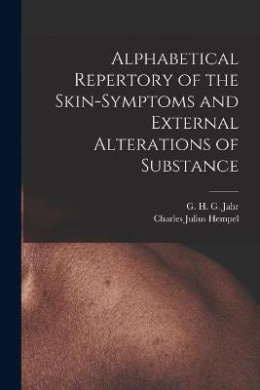 Alphabetical
Repertory of the
Skin-Symptoms and
External
Alterations of
Substance
G. H. G. Jahr
Charles Julius Hempel